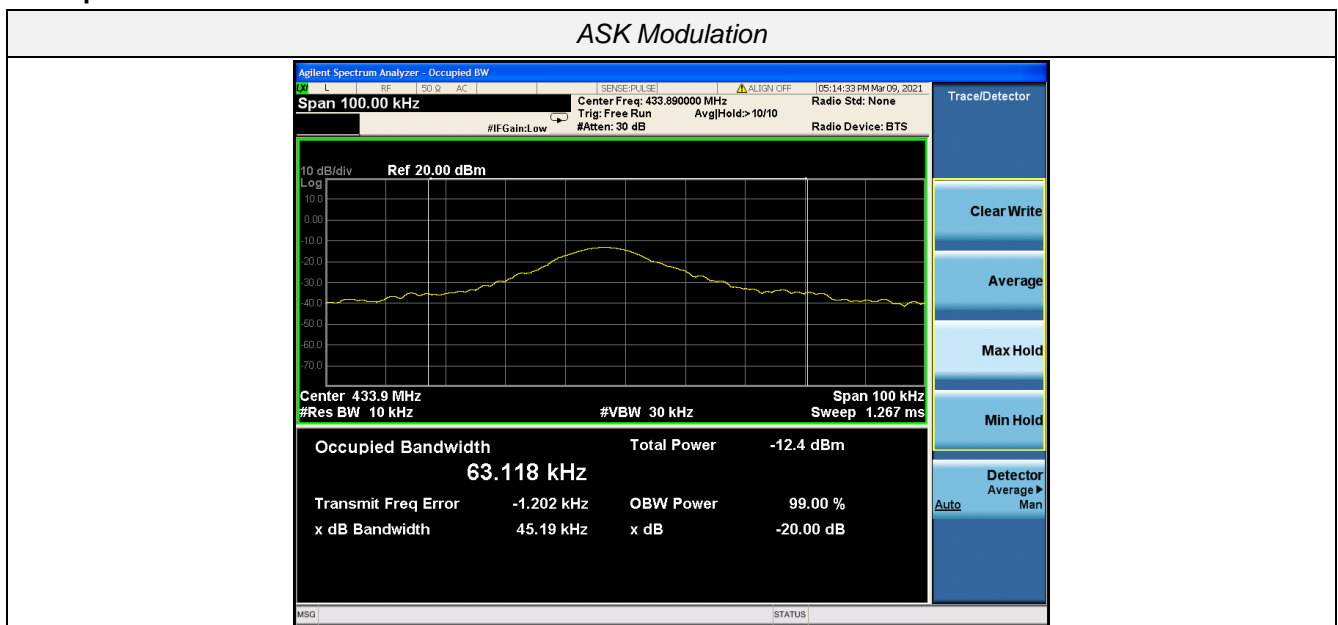 ASK Modulation
Agilent Spectrum Analyzer - Occupied BW
LXI L RF 50 Ω AC SENSE:PULSE ALIGN OFF 05:14:33 PM Mar 09, 2021
Span 100.00 kHz
Center Freq: 433.890000 MHz
Radio Std: None
Trig: Free Run
Avg|Hold:>10/10
#IFGain:Low
#Atten: 30 dB
Radio Device: BTS
Trace/Detector
10 dB/div
Ref 20.00 dBm
Log
10.0
0.00
-10.0
-20.0
-30.0
-40.0
-50.0
-60.0
-70.0
Center 433.9 MHz
Span 100 kHz
#Res BW 10 kHz
#VBW 30 kHz
Sweep 1.267 ms
Occupied Bandwidth
63.118 kHz
Total Power -12.4 dBm
Transmit Freq Error -1.202 kHz
OBW Power 99.00 %
x dB Bandwidth 45.19 kHz
x dB -20.00 dB
Clear Write
Average
Max Hold
Min Hold
Detector
Average▶
Auto Man
MSG
STATUS